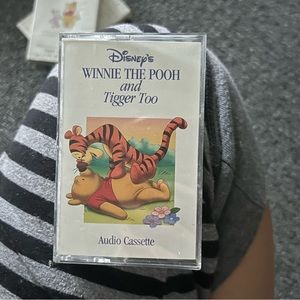 Disney's
WINNIE THE POOH
and
Tigger Too
Audio Cassette